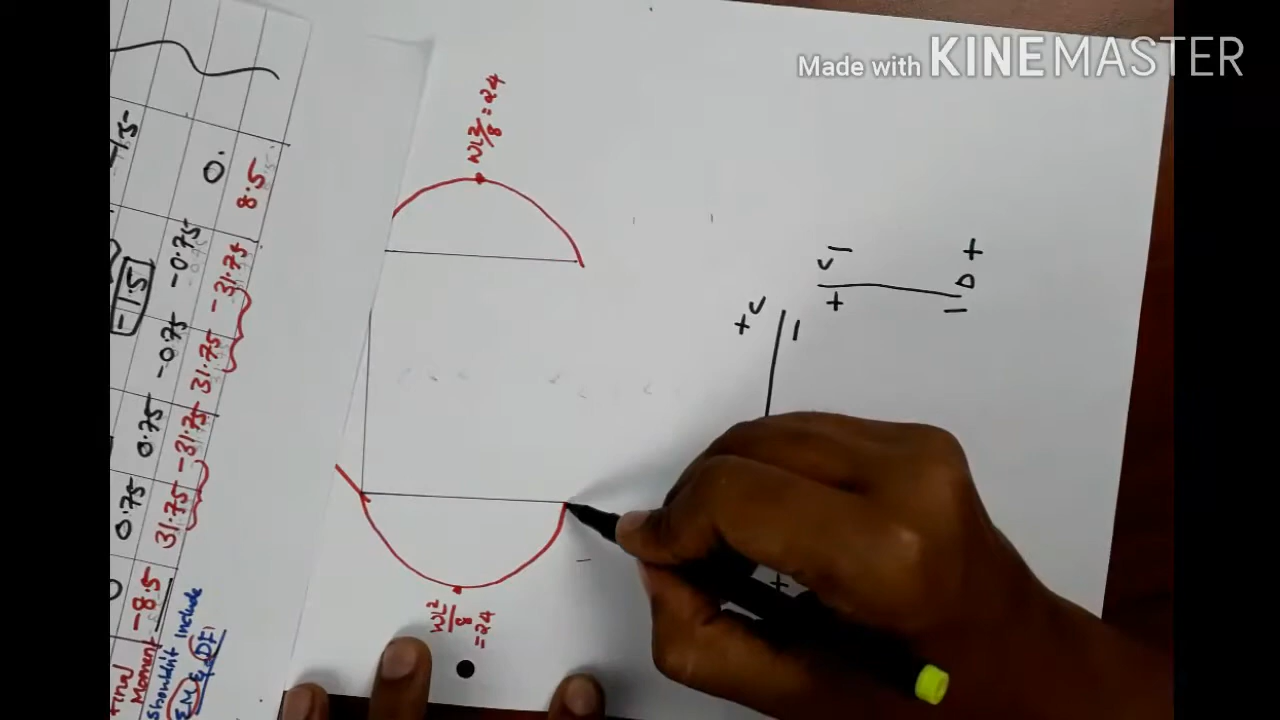 Made with KINEMASTER
-1.5
-1.5
0.75 0.75 -0.75 -0.75 0.
Final Moment -8.5 31.75 -31.75 31.75 -31.75 8.5
Shouldn't include
& DF
WL²/8 = 24
WL²/8 = 24
+ C
-
C -
+
D +
-
-
+